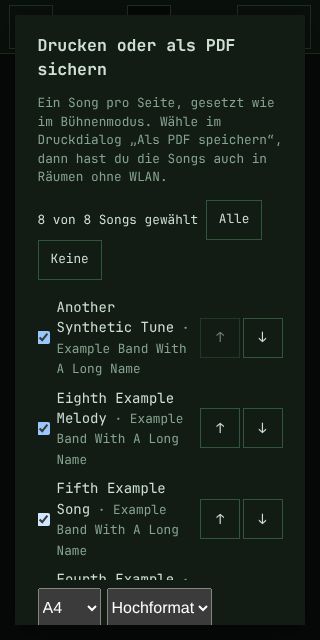 Drucken oder als PDF
sichern
Ein Song pro Seite, gesetzt wie
im Bühnenmodus. Wähle im
Druckdialog „Als PDF speichern“,
dann hast du die Songs auch in
Räumen ohne WLAN.
8 von 8 Songs gewählt Alle
Keine
Another
Synthetic Tune ·
Example Band With
A Long Name
↑ ↓
Eighth Example
Melody · Example
Band With A Long
Name
↑ ↓
Fifth Example
Song · Example
Band With A Long
Name
↑ ↓
Fourth Example ·
A4 Hochformat